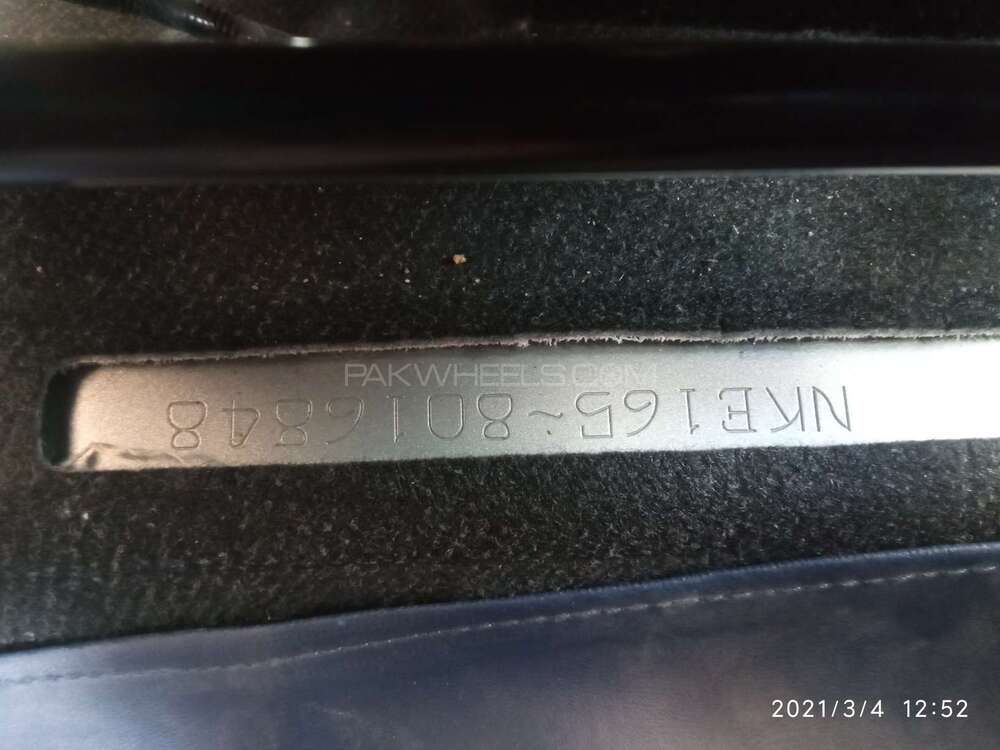 PAKWHEELS.COM
NKE165-8016848
2021/3/4 12:52